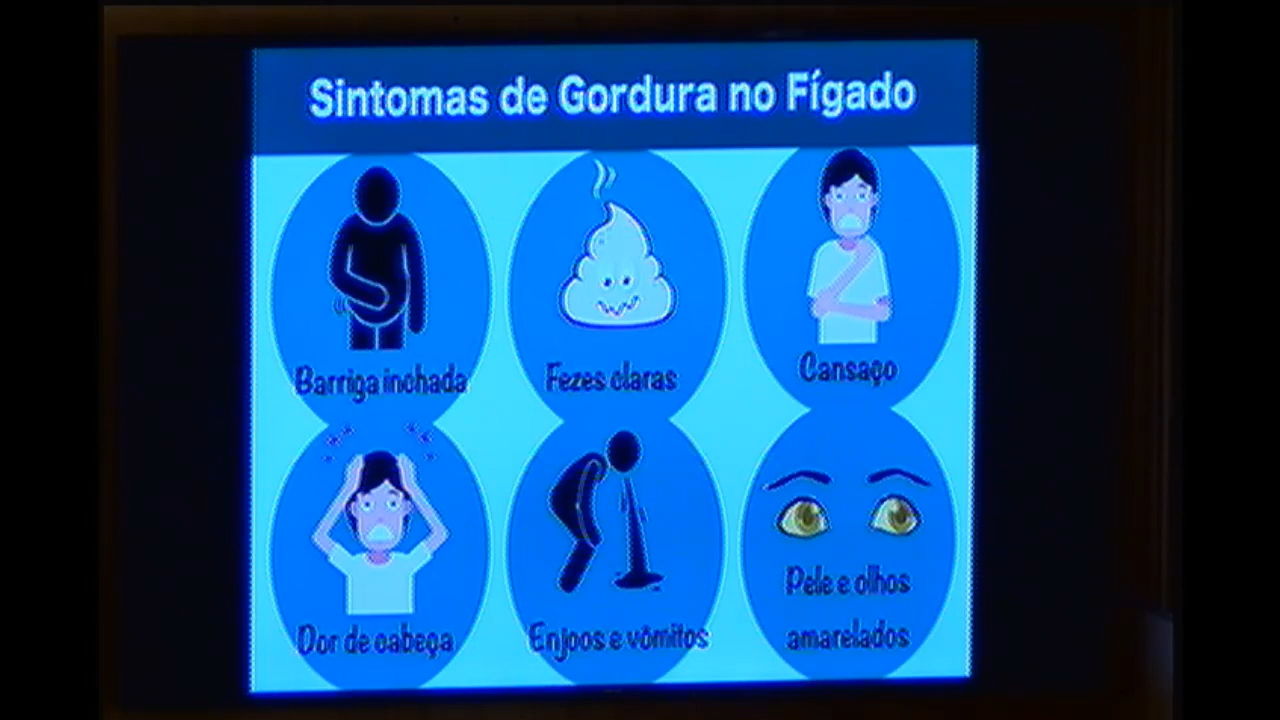 Sintomas de Gordura no Fígado
Barriga inchada
Fezes claras
Cansaço
Dor de cabeça
Enjoos e vômitos
Pele e olhos
amarelados